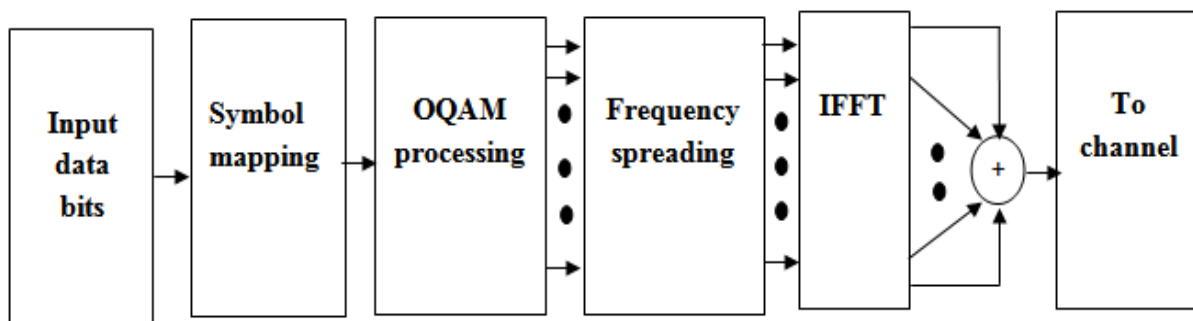 Input
data
bits
Symbol
mapping
OQAM
processing
Frequency
spreading
IFFT
+
To
channel